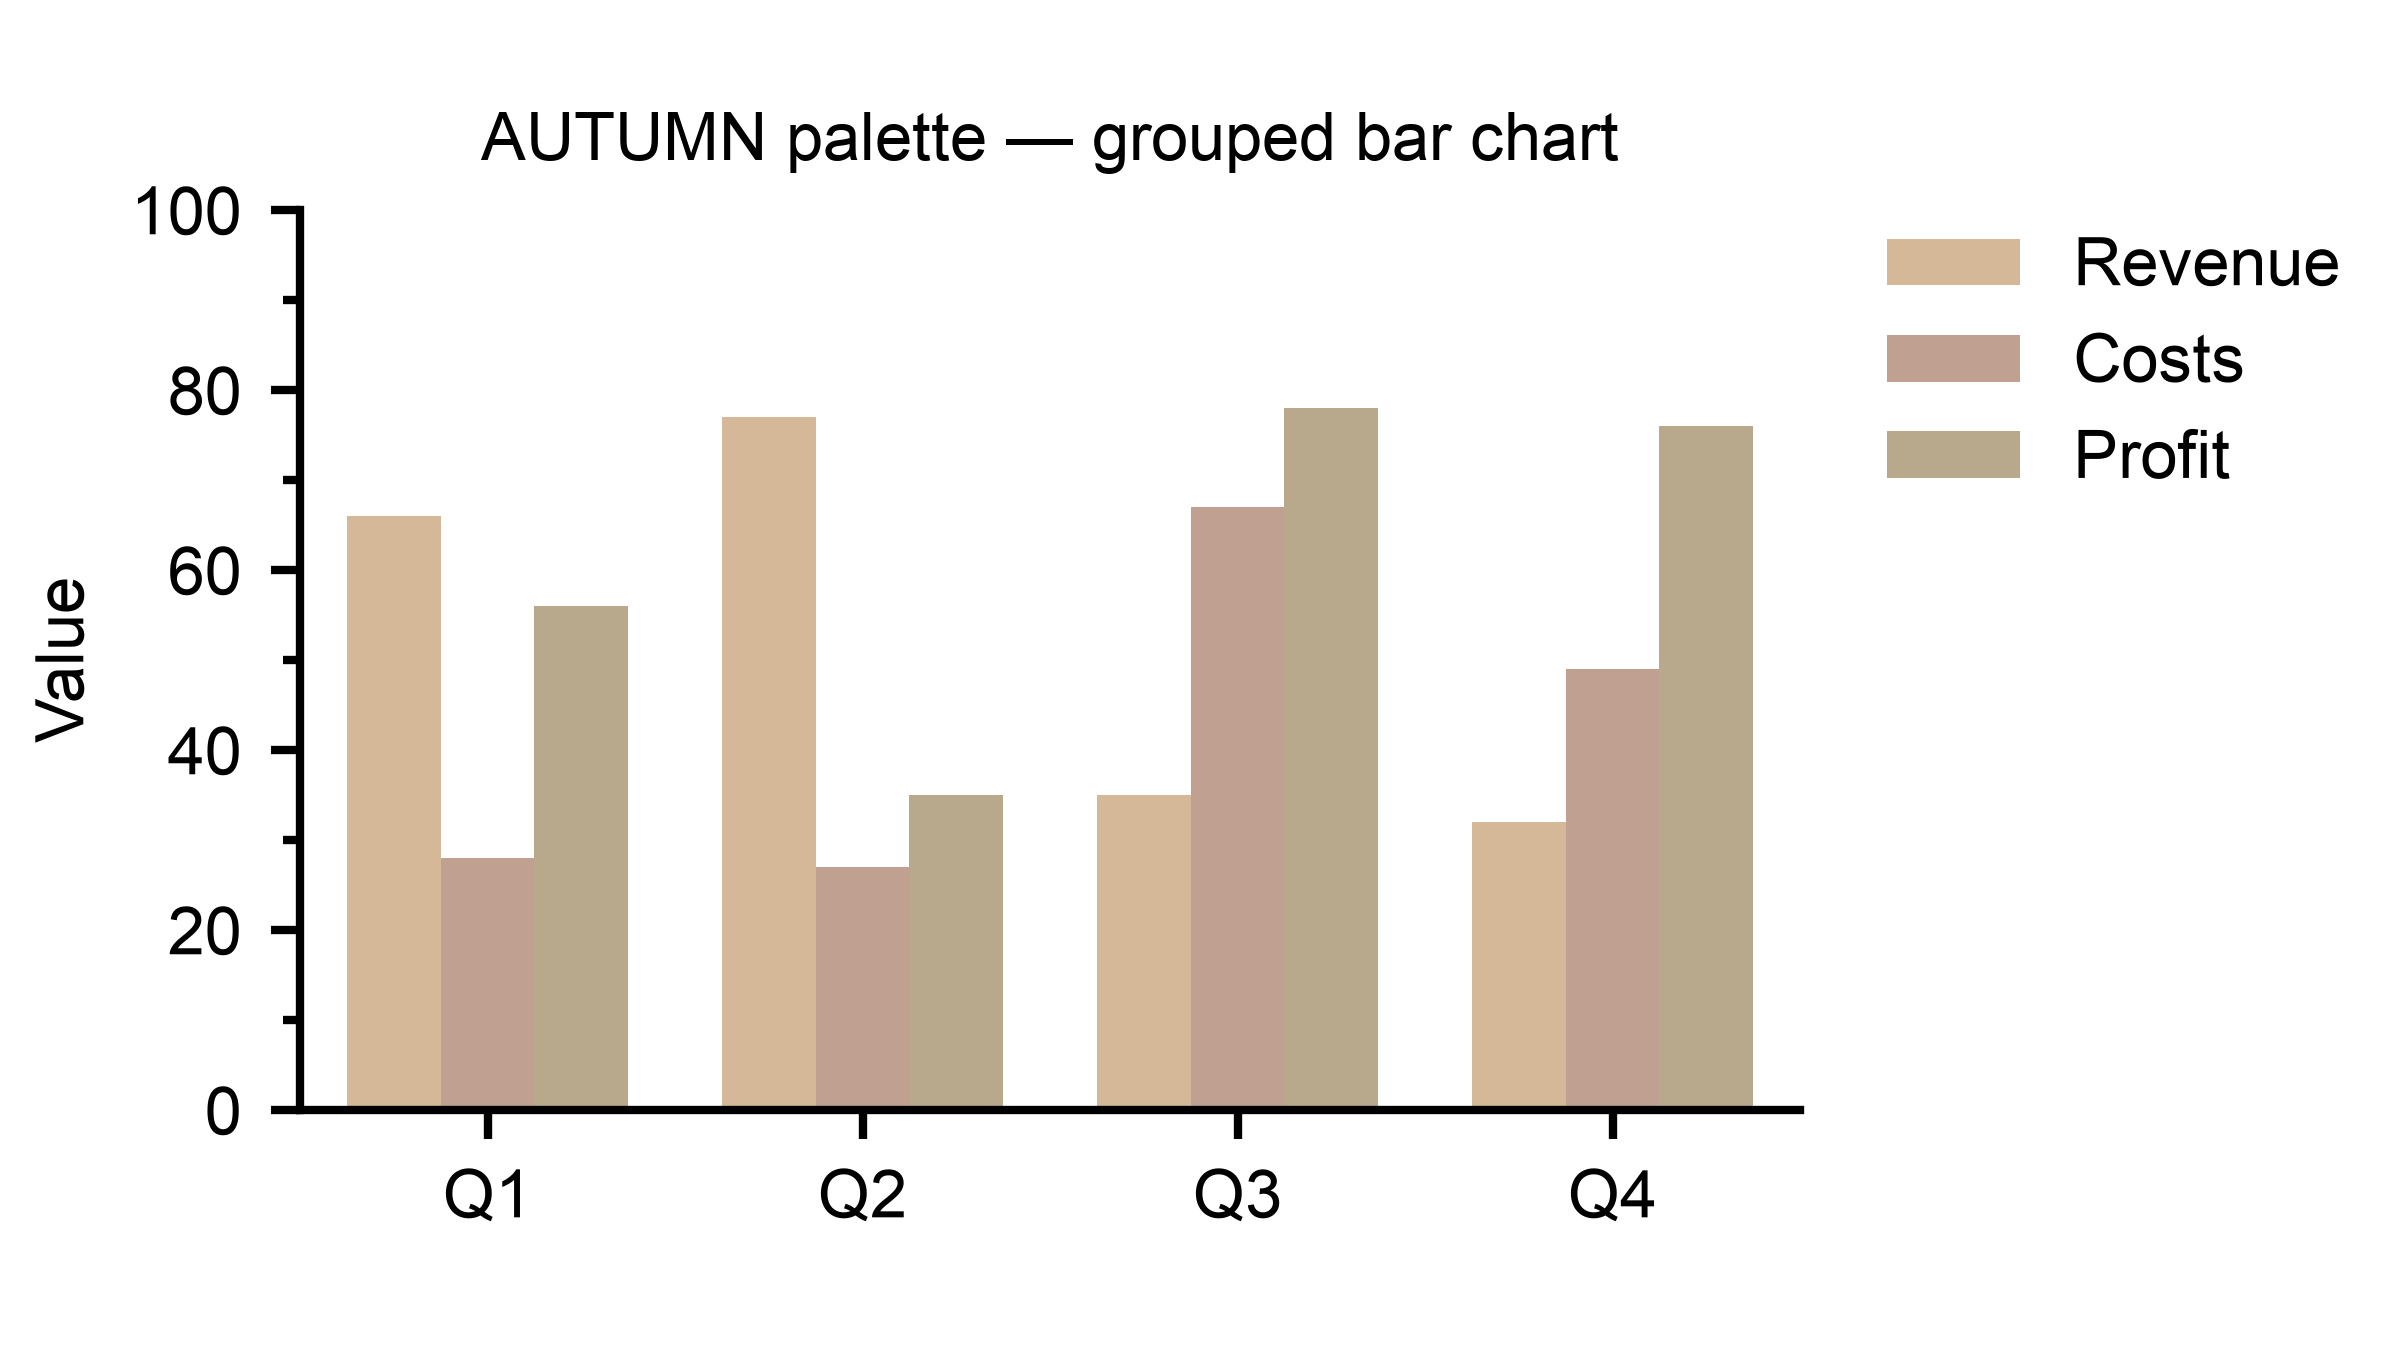 AUTUMN palette — grouped bar chart
100
80
60
40
20
0
Value
Q1 Q2 Q3 Q4
Revenue
Costs
Profit